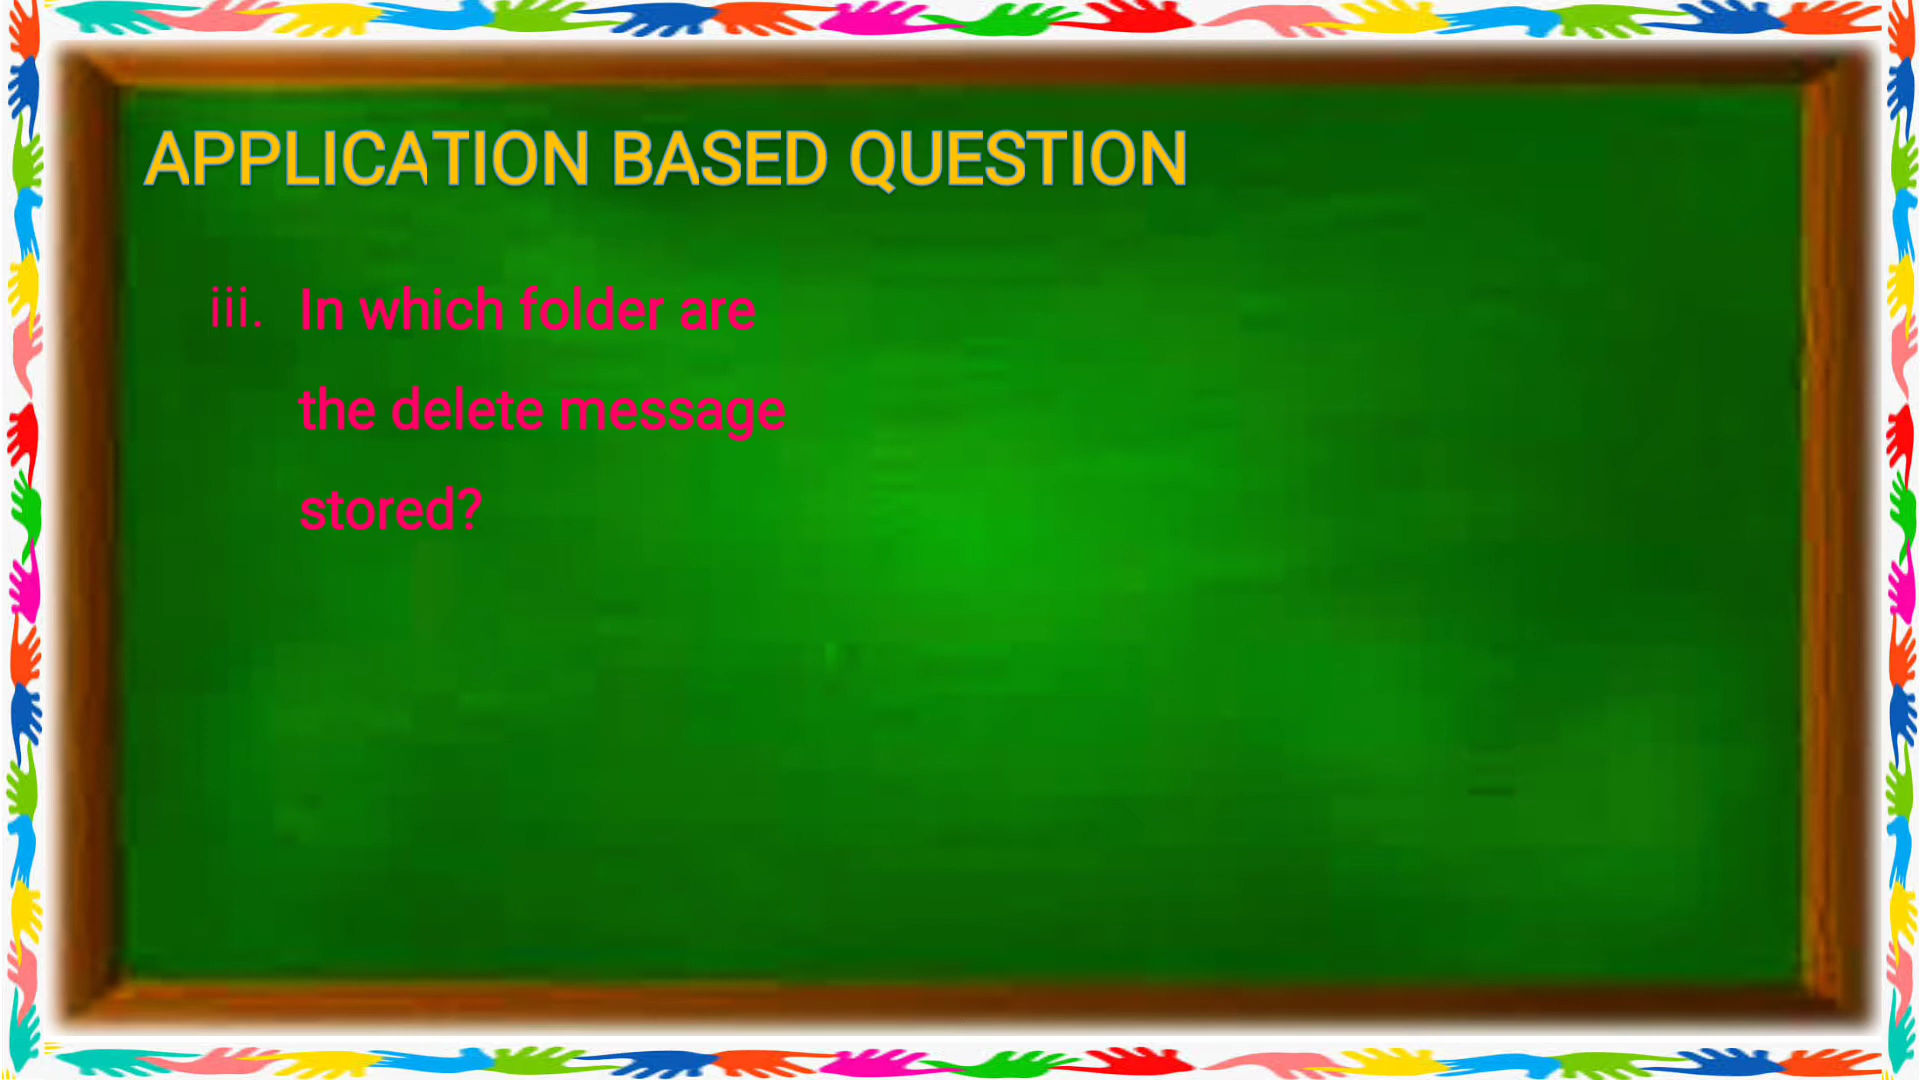 APPLICATION BASED QUESTION
iii. In which folder are
the delete message
stored?